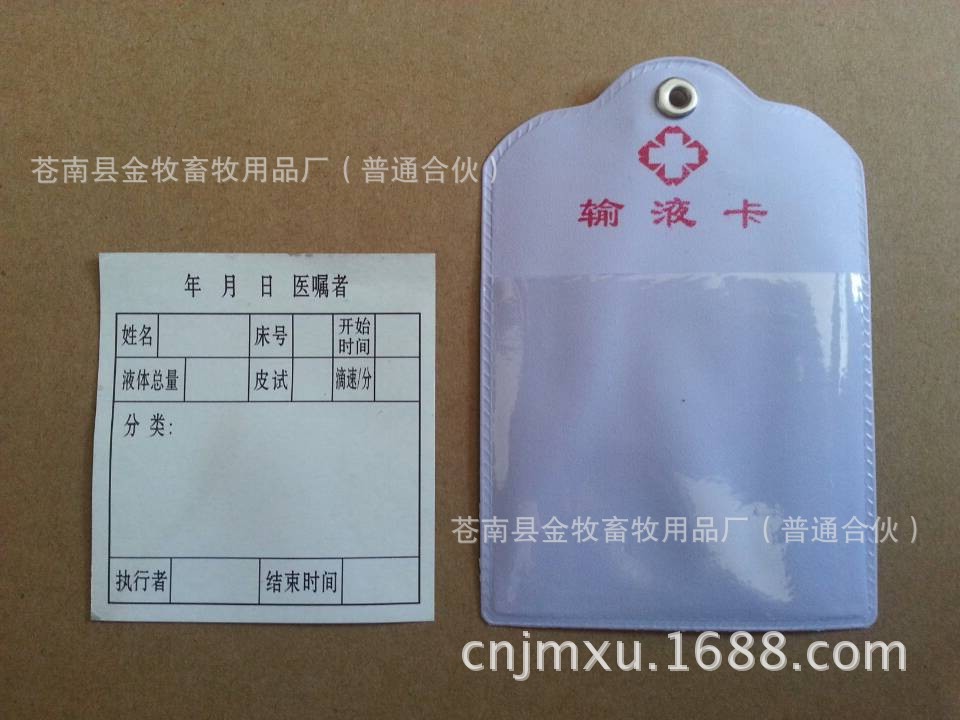 苍南县金牧畜牧用品厂（普通合伙）
输液卡
年 月 日 医嘱者
姓名 床号 开始时间
液体总量 皮试 滴速/分
分类:
执行者 结束时间
苍南县金牧畜牧用品厂（普通合伙）
cnjmxu.1688.com